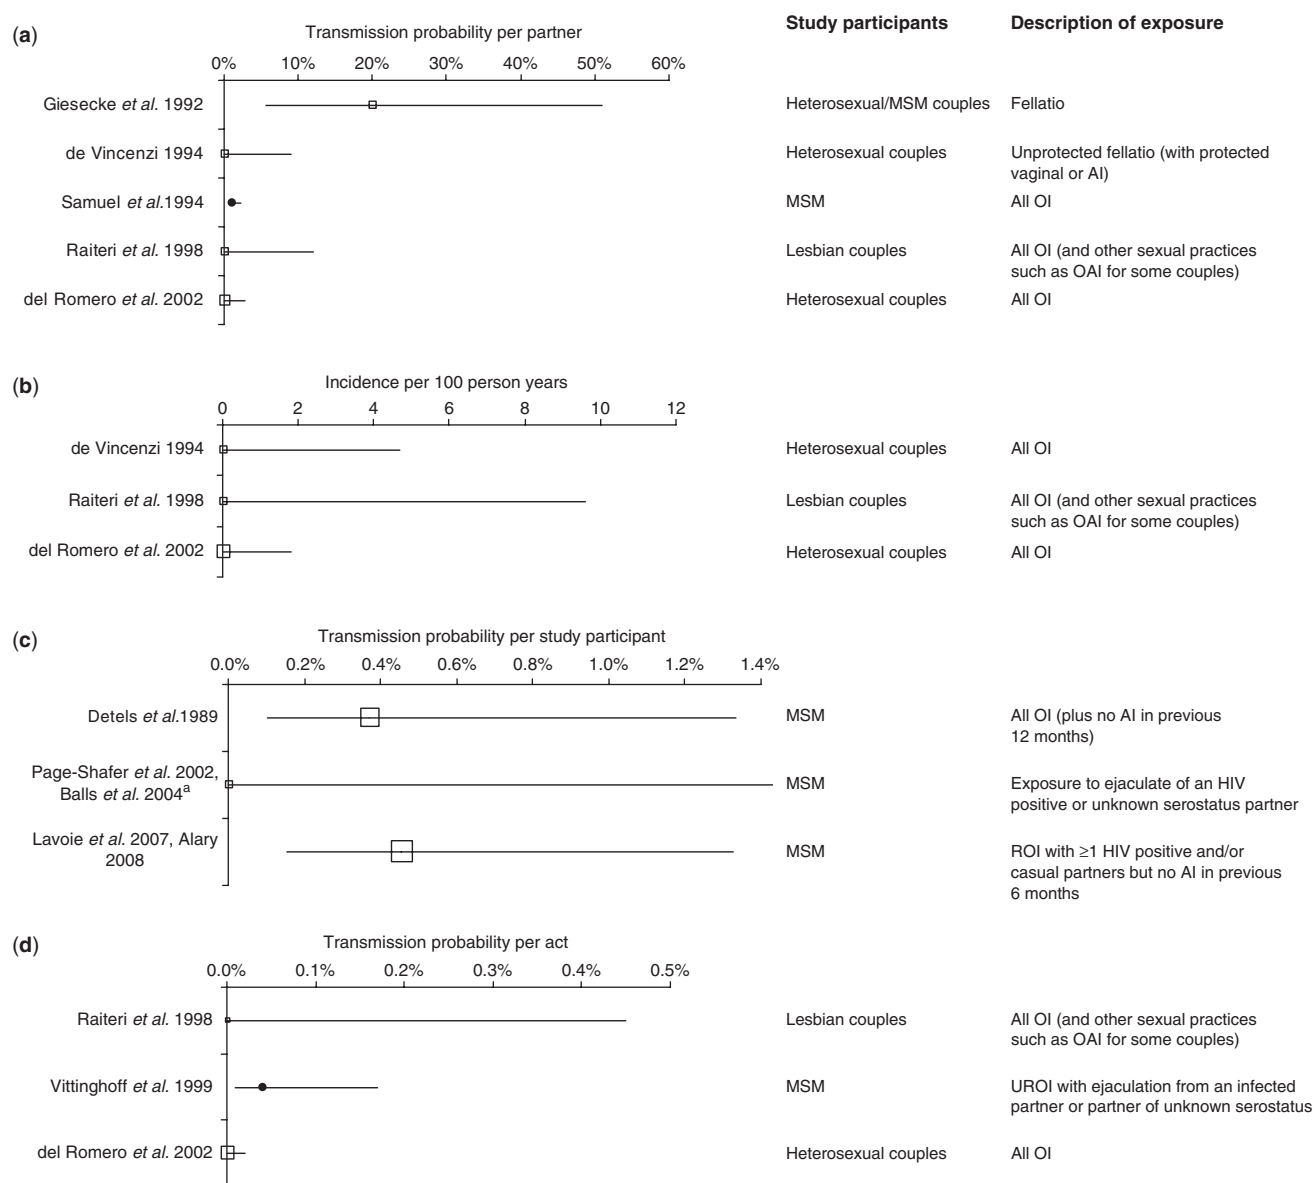 (a)
Transmission probability per partner
Study participants
Description of exposure
0% 10% 20% 30% 40% 50% 60%
Giesecke et al. 1992
Heterosexual/MSM couples
Fellatio
de Vincenzi 1994
Heterosexual couples
Unprotected fellatio (with protected
vaginal or AI)
Samuel et al.1994
MSM
All OI
Raiteri et al. 1998
Lesbian couples
All OI (and other sexual practices
such as OAI for some couples)
del Romero et al. 2002
Heterosexual couples
All OI
(b)
Incidence per 100 person years
0 2 4 6 8 10 12
de Vincenzi 1994
Heterosexual couples
All OI
Raiteri et al. 1998
Lesbian couples
All OI (and other sexual practices
such as OAI for some couples)
del Romero et al. 2002
Heterosexual couples
All OI
(c)
Transmission probability per study participant
0.0% 0.2% 0.4% 0.6% 0.8% 1.0% 1.2% 1.4%
Detels et al.1989
MSM
All OI (plus no AI in previous
12 months)
Page-Shafer et al. 2002,
Balls et al. 2004a
MSM
Exposure to ejaculate of an HIV
positive or unknown serostatus partner
Lavoie et al. 2007, Alary
2008
MSM
ROI with ≥1 HIV positive and/or
casual partners but no AI in previous
6 months
(d)
Transmission probability per act
0.0% 0.1% 0.2% 0.3% 0.4% 0.5%
Raiteri et al. 1998
Lesbian couples
All OI (and other sexual practices
such as OAI for some couples)
Vittinghoff et al. 1999
MSM
UROI with ejaculation from an infected
partner or partner of unknown serostatus
del Romero et al. 2002
Heterosexual couples
All OI